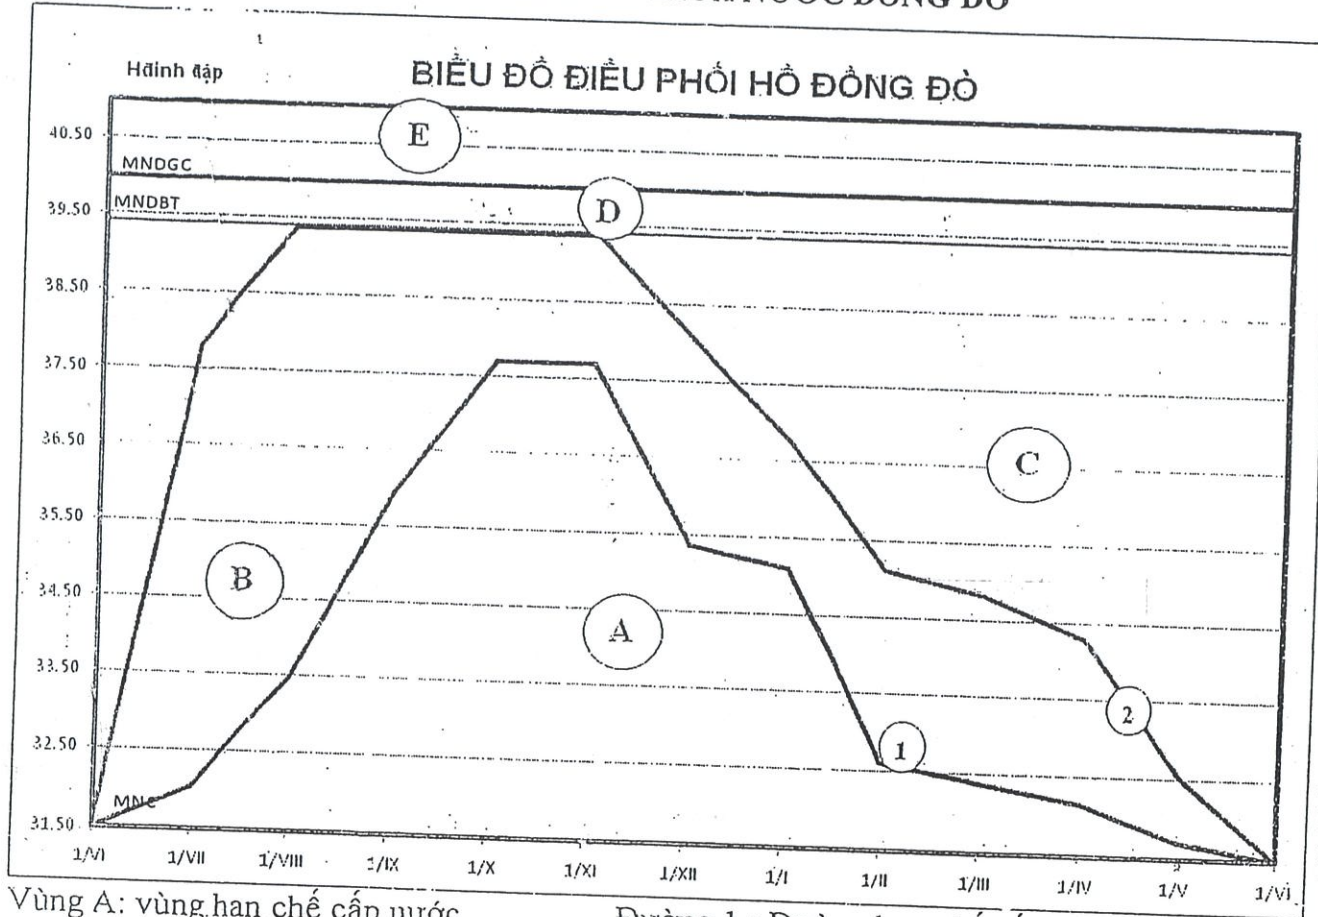 BIỂU ĐỒ ĐIỀU PHỐI HỒ ĐỒNG ĐÒ
Hđinh đập
40.50
E
MNDGC
MNDBT
39.50
D
38.50
37.50
36.50
C
35.50
B
34.50
A
33.50
2
32.50
1
MNC
31.50
1/VI 1/VII 1/VIII 1/IX 1/X 1/XI 1/XII 1/I 1/II 1/III 1/IV 1/V 1/VI
Vùng A: vùng hạn chế cấp nước